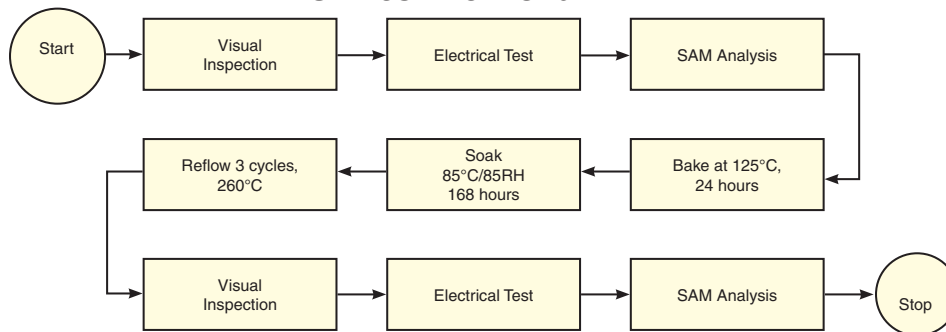 Start
Visual
Inspection
Electrical Test
SAM Analysis
Bake at 125°C,
24 hours
Soak
85°C/85RH
168 hours
Reflow 3 cycles,
260°C
Visual
Inspection
Electrical Test
SAM Analysis
Stop